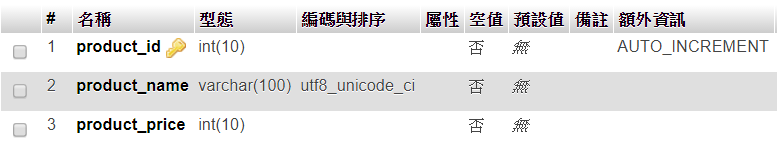 # 名稱 型態 編碼與排序 屬性 空值 預設值 備註 額外資訊
1 product_id int(10) 否 無 AUTO_INCREMENT
2 product_name varchar(100) utf8_unicode_ci 否 無
3 product_price int(10) 否 無